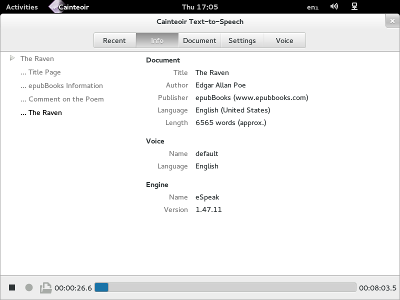 Activities Cainteoir Thu 17:05 en₁
Cainteoir Text-to-Speech
Recent Info Document Settings Voice
The Raven
... Title Page
... epubBooks Information
... Comment on the Poem
... The Raven
Document
Title The Raven
Author Edgar Allan Poe
Publisher epubBooks (www.epubbooks.com)
Language English (United States)
Length 6565 words (approx.)
Voice
Name default
Language English
Engine
Name eSpeak
Version 1.47.11
00:00:26.6 00:08:03.5